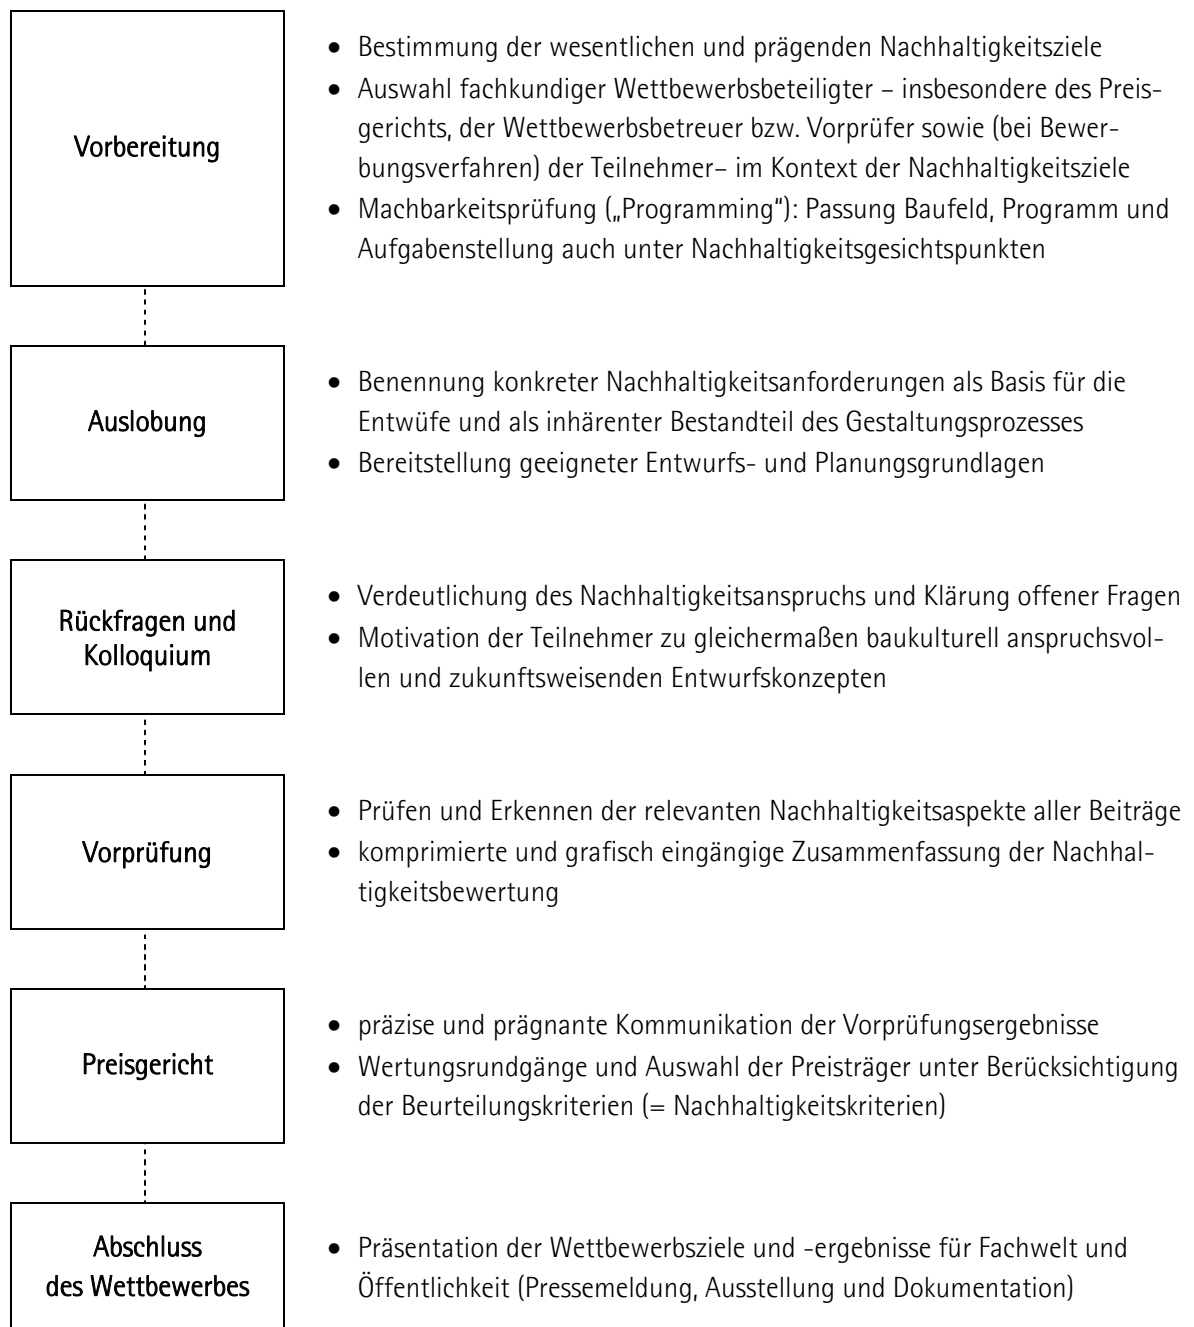 Vorbereitung
• Bestimmung der wesentlichen und prägenden Nachhaltigkeitsziele
• Auswahl fachkundiger Wettbewerbsbeteiligter – insbesondere des Preis-
gerichts, der Wettbewerbsbetreuer bzw. Vorprüfer sowie (bei Bewer-
bungsverfahren) der Teilnehmer– im Kontext der Nachhaltigkeitsziele
• Machbarkeitsprüfung („Programming“): Passung Baufeld, Programm und
Aufgabenstellung auch unter Nachhaltigkeitsgesichtspunkten
Auslobung
• Benennung konkreter Nachhaltigkeitsanforderungen als Basis für die
Entwüfe und als inhärenter Bestandteil des Gestaltungsprozesses
• Bereitstellung geeigneter Entwurfs- und Planungsgrundlagen
Rückfragen und
Kolloquium
• Verdeutlichung des Nachhaltigkeitsanspruchs und Klärung offener Fragen
• Motivation der Teilnehmer zu gleichermaßen baukulturell anspruchsvol-
len und zukunftsweisenden Entwurfskonzepten
Vorprüfung
• Prüfen und Erkennen der relevanten Nachhaltigkeitsaspekte aller Beiträge
• komprimierte und grafisch eingängige Zusammenfassung der Nachhal-
tigkeitsbewertung
Preisgericht
• präzise und prägnante Kommunikation der Vorprüfungsergebnisse
• Wertungsrundgänge und Auswahl der Preisträger unter Berücksichtigung
der Beurteilungskriterien (= Nachhaltigkeitskriterien)
Abschluss
des Wettbewerbes
• Präsentation der Wettbewerbsziele und -ergebnisse für Fachwelt und
Öffentlichkeit (Pressemeldung, Ausstellung und Dokumentation)